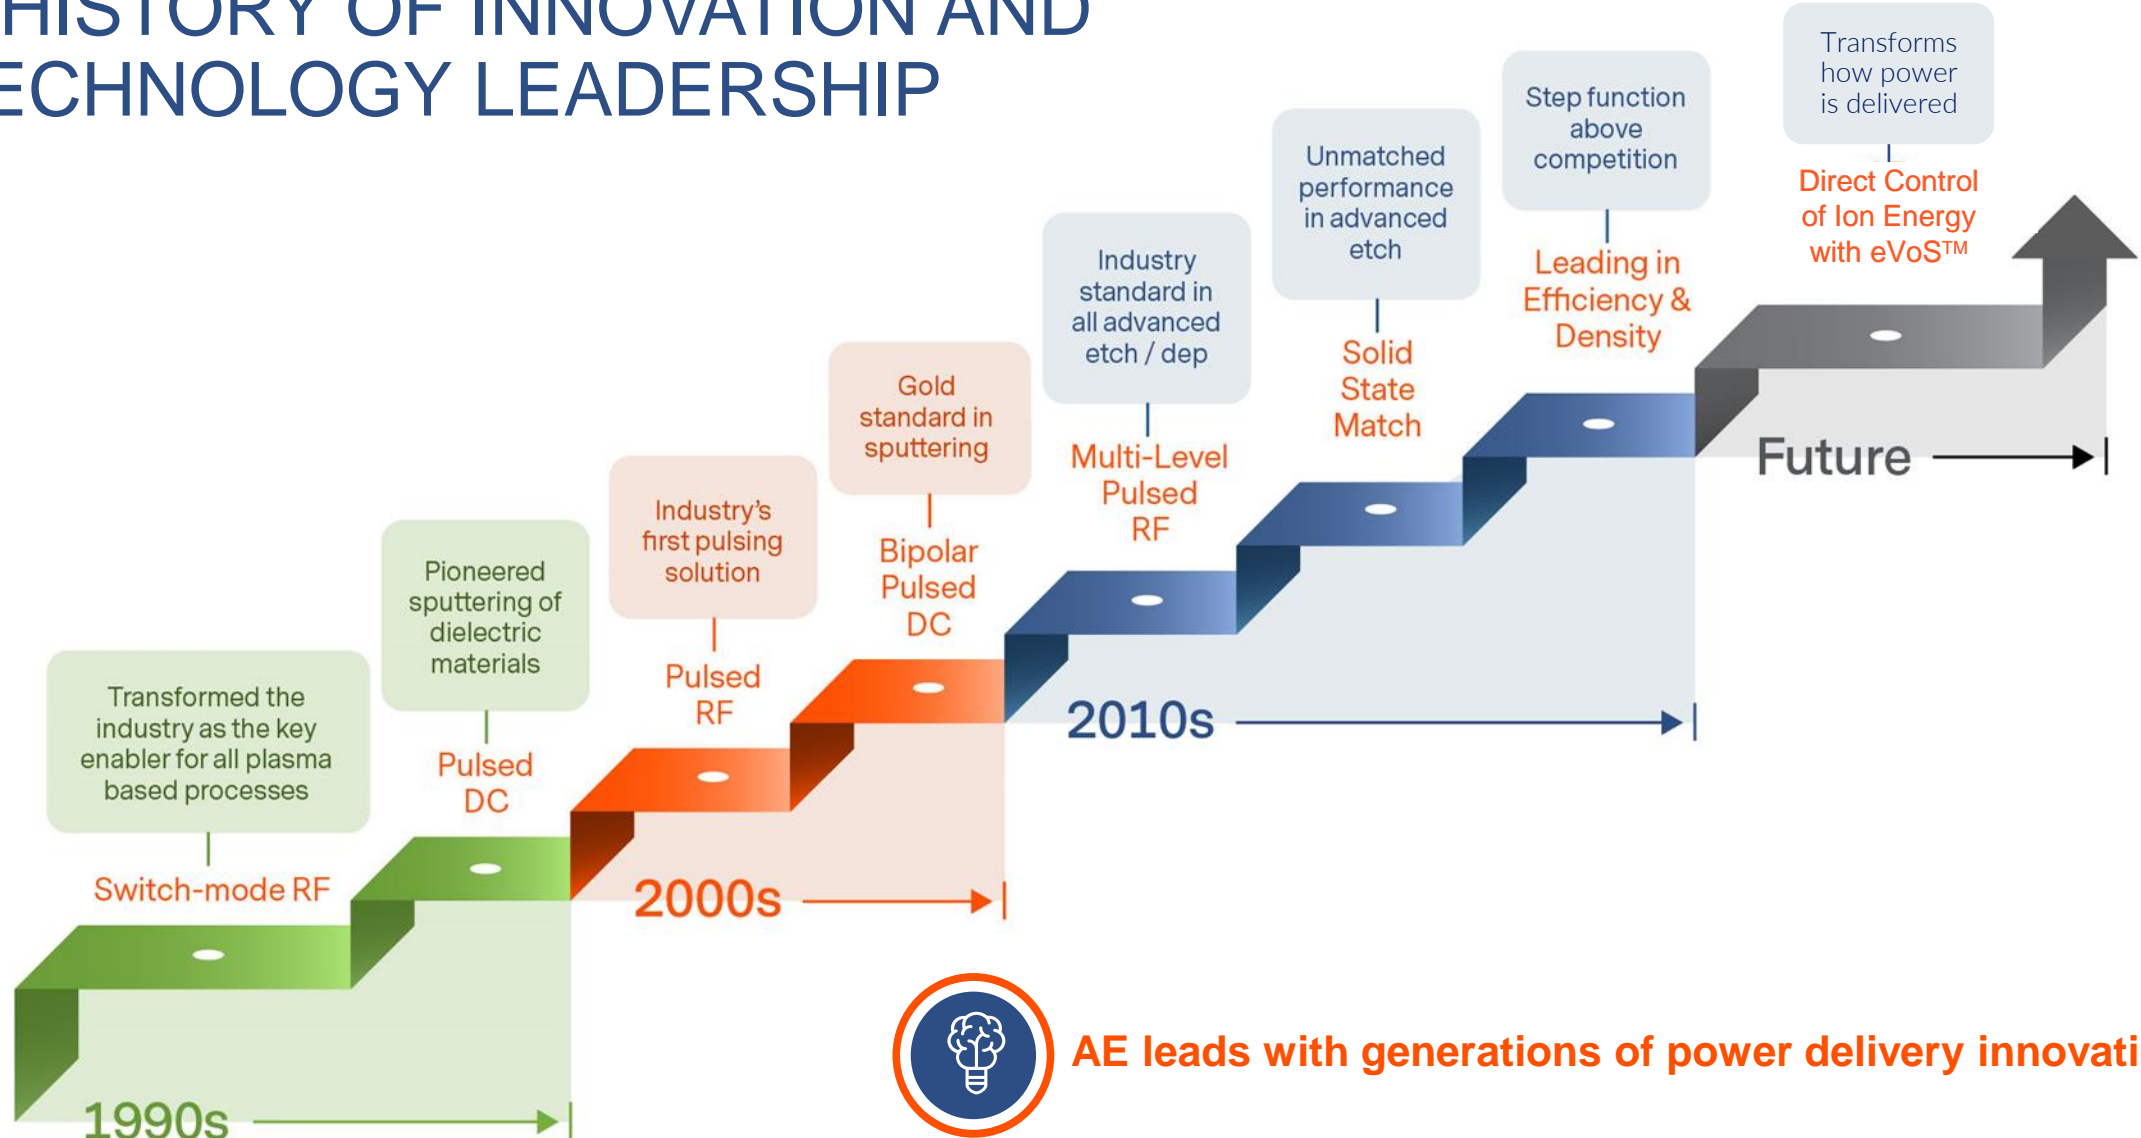 HISTORY OF INNOVATION AND
ECHNOLOGY LEADERSHIP
Transformed the
industry as the key
enabler for all plasma
based processes
Switch-mode RF
Pioneered
sputtering of
dielectric
materials
Pulsed
DC
1990s
Industry's
first pulsing
solution
Pulsed
RF
Gold
standard in
sputtering
Bipolar
Pulsed
DC
2000s
Industry
standard in
all advanced
etch / dep
Multi-Level
Pulsed
RF
Unmatched
performance
in advanced
etch
Solid
State
Match
Step function
above
competition
Leading in
Efficiency &
Density
2010s
Transforms
how power
is delivered
Direct Control
of Ion Energy
with eVoS™
Future
AE leads with generations of power delivery innovati